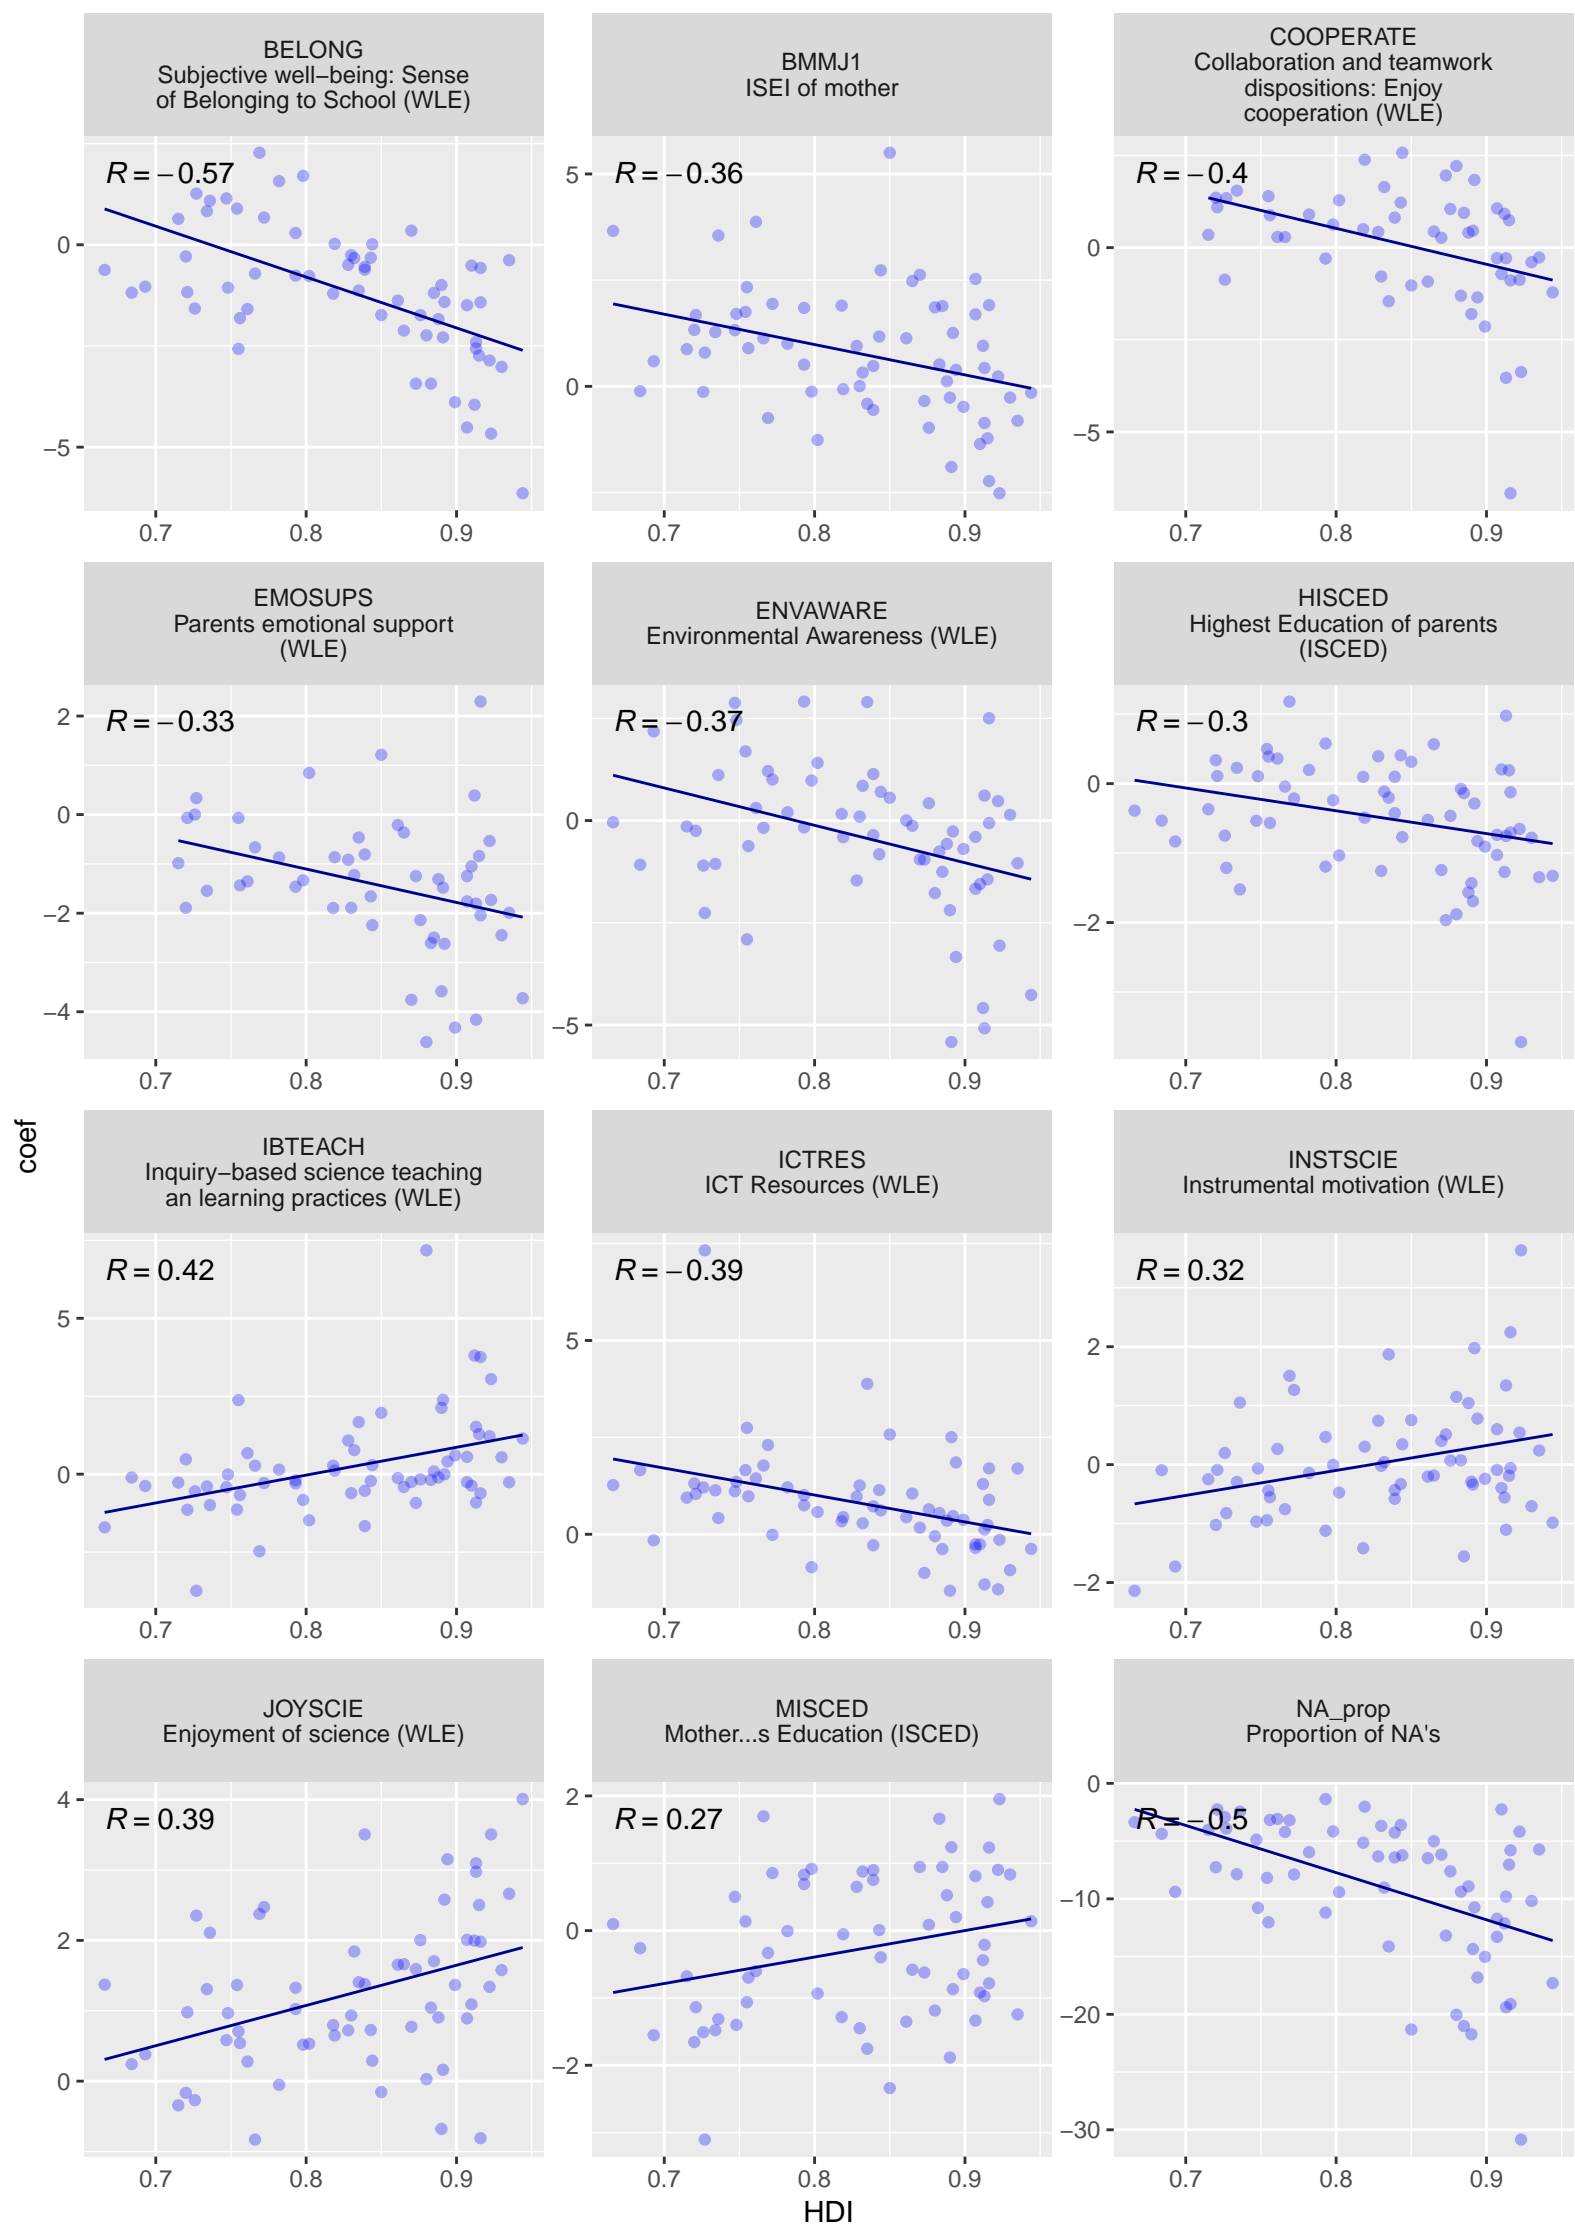 BELONG
Subjective well−being: Sense
of Belonging to School (WLE)
BMMJ1
ISEI of mother
COOPERATE
Collaboration and teamwork
dispositions: Enjoy
cooperation (WLE)
R = −0.57
R = −0.36
R = −0.4
0
−5
5
0
0
−5
0.7 0.8 0.9
0.7 0.8 0.9
0.7 0.8 0.9
EMOSUPS
Parents emotional support
(WLE)
ENVAWARE
Environmental Awareness (WLE)
HISCED
Highest Education of parents
(ISCED)
R = −0.33
R = −0.37
R = −0.3
2
0
−2
−4
0
−5
0
−2
0.7 0.8 0.9
0.7 0.8 0.9
0.7 0.8 0.9
coef
IBTEACH
Inquiry−based science teaching
an learning practices (WLE)
ICTRES
ICT Resources (WLE)
INSTSCIE
Instrumental motivation (WLE)
R = 0.42
R = −0.39
R = 0.32
5
0
5
0
2
0
−2
0.7 0.8 0.9
0.7 0.8 0.9
0.7 0.8 0.9
JOYSCIE
Enjoyment of science (WLE)
MISCED
Mother...s Education (ISCED)
NA_prop
Proportion of NA's
R = 0.39
R = 0.27
R = −0.5
4
2
0
2
0
−2
0
−10
−20
−30
0.7 0.8 0.9
0.7 0.8 0.9
0.7 0.8 0.9
HDI